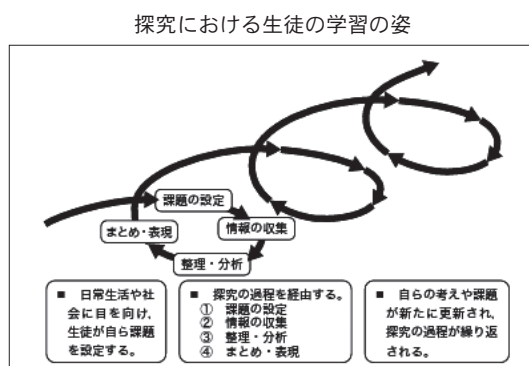 探究における生徒の学習の姿
課題の設定
情報の収集
まとめ・表現
整理・分析
■ 日常生活や社
会に目を向け、
生徒が自ら課題
を設定する。
■ 探究の過程を経由する。
① 課題の設定
② 情報の収集
③ 整理・分析
④ まとめ・表現
■ 自らの考えや課題
が新たに更新され、
探究の過程が繰り返
される。